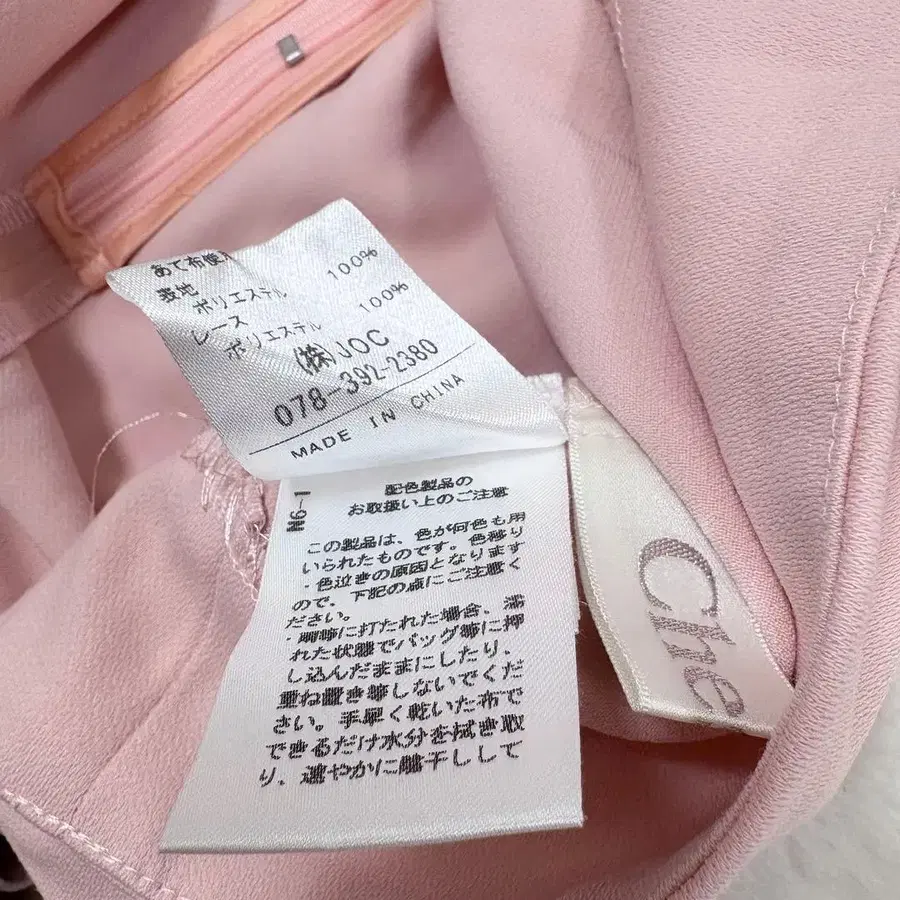 あて布使用
表地
ポリエステル 100%
レース
ポリエステル 100%
(株)JOC
078-392-2380
MADE IN CHINA
N6-1
配色製品の
お取扱い上のご注意
この製品は、色が何色も用
いられたものです。色移り
・色泣きの原因となります
ので、下記の点にご注意く
ださい。
・雨等に打たれた場合、濡
れた状態でバッグ等に押
し込んだままにしたり、
重ね置き等しないでくだ
さい。手早く乾いた布で
できるだけ水分を拭き取
り、速やかに陰干しして
Che